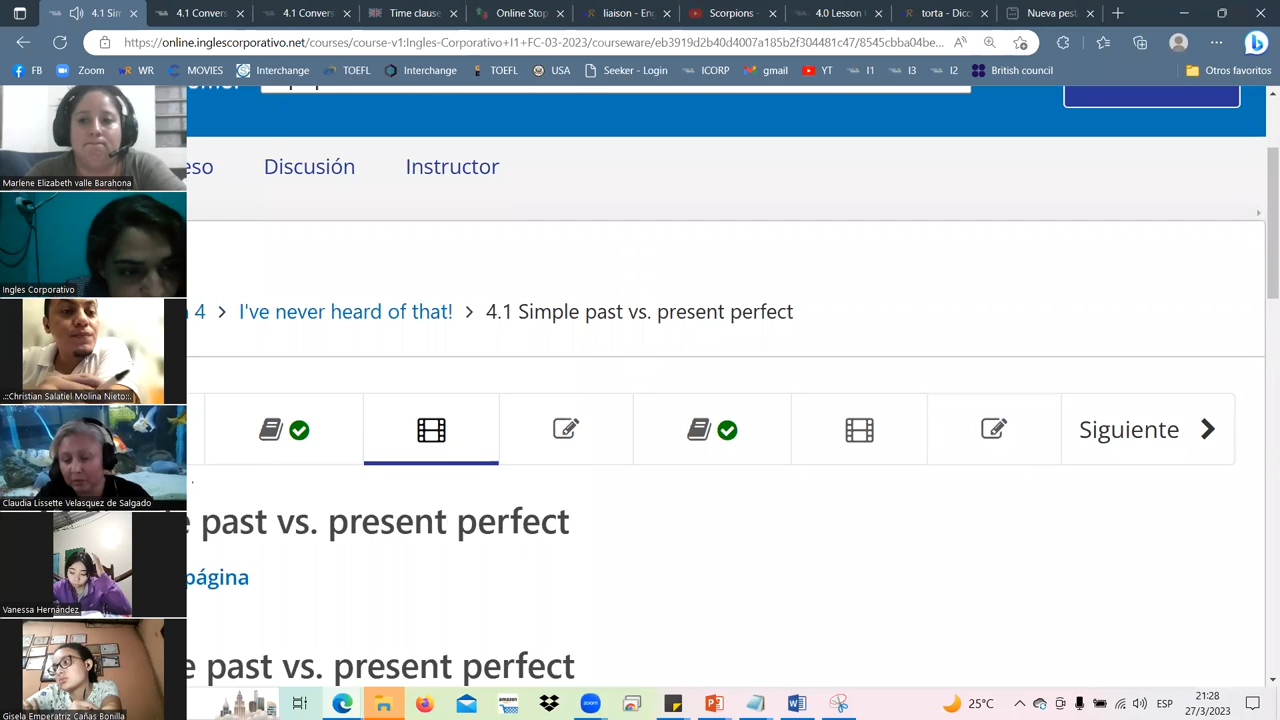 4.1 Sim
4.1 Convers
4.1 Convers
Time clause
Online Stop
liaison - Eng
Scorpions -
4.0 Lesson
torta - Dicc
Nueva pest
https://online.inglescorporativo.net/courses/course-v1:Ingles-Corporativo+I1+FC-03-2023/courseware/eb3919d2b40d4007a185b2f304481c47/8545cbba04be...
FB
Zoom
WR
MOVIES
Interchange
TOEFL
Interchange
TOEFL
USA
Seeker - Login
ICORP
gmail
YT
I1
I3
I2
British council
Otros favoritos
eso
Discusión
Instructor
4 > I've never heard of that! > 4.1 Simple past vs. present perfect
Siguiente
e past vs. present perfect
página
e past vs. present perfect
Marlene Elizabeth valle Barahona
Ingles Corporativo
.::Christian Salatiel Molina Nieto::.
Claudia Lissette Velasquez de Salgado
Vanessa Hernández
Gisela Emperatriz Cañas Bonilla
25°C
ESP
21:28
27/3/2023